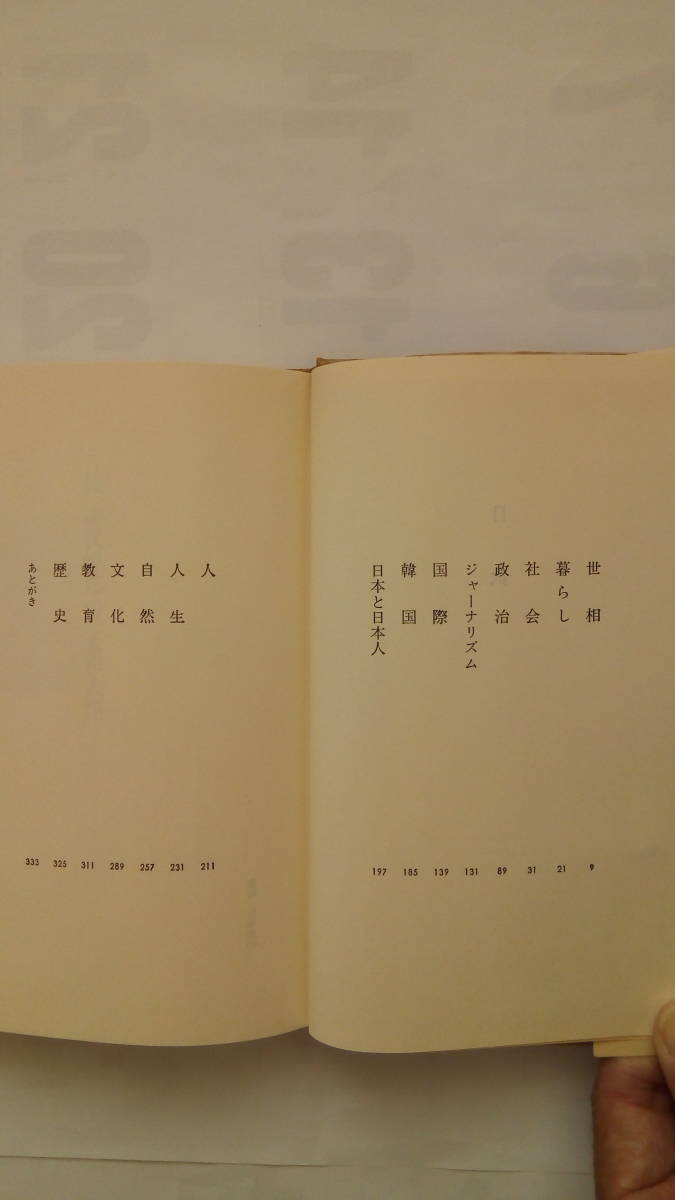 世相 9
暮らし 21
社会 31
政治 89
ジャーナリズム 131
国際 139
韓国 185
日本と日本人 197
人 211
人生 231
自然 257
文化 289
教育 311
歴史 325
あとがき 333